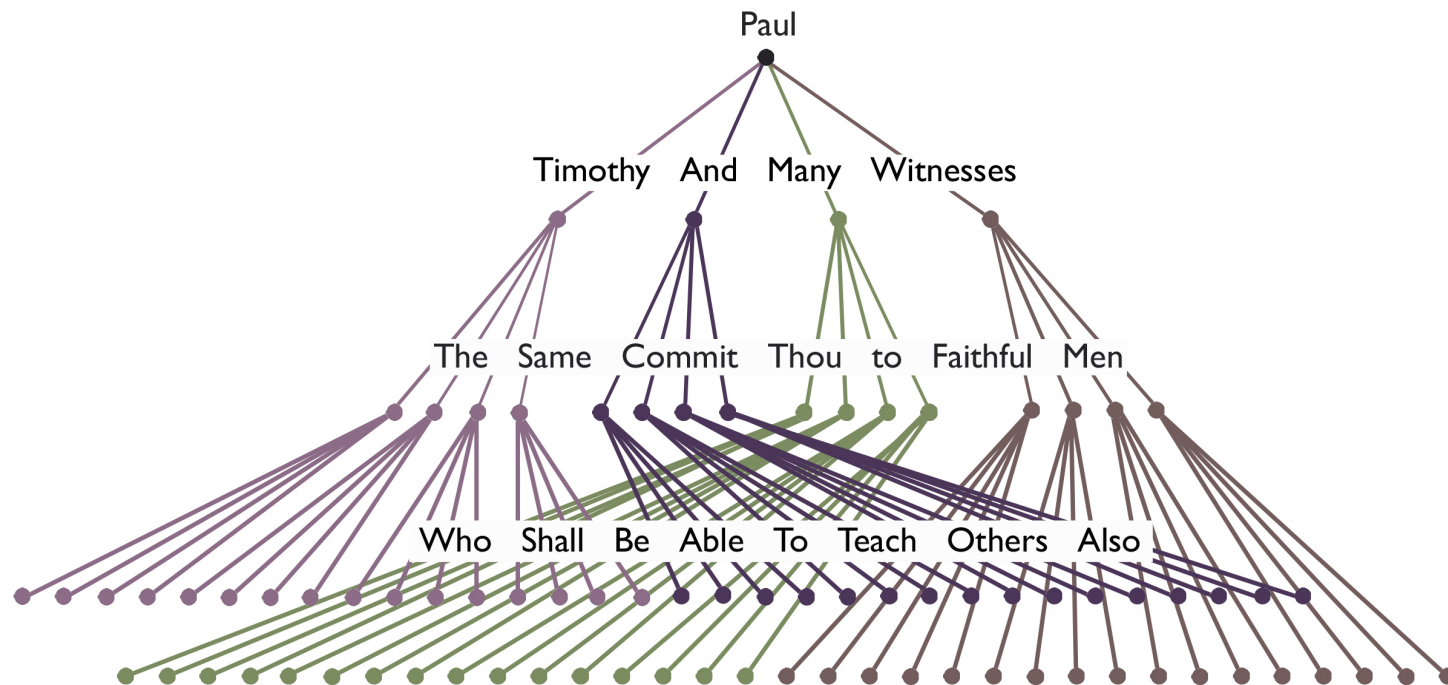 Paul
Timothy And Many Witnesses
The Same Commit Thou to Faithful Men
Who Shall Be Able To Teach Others Also